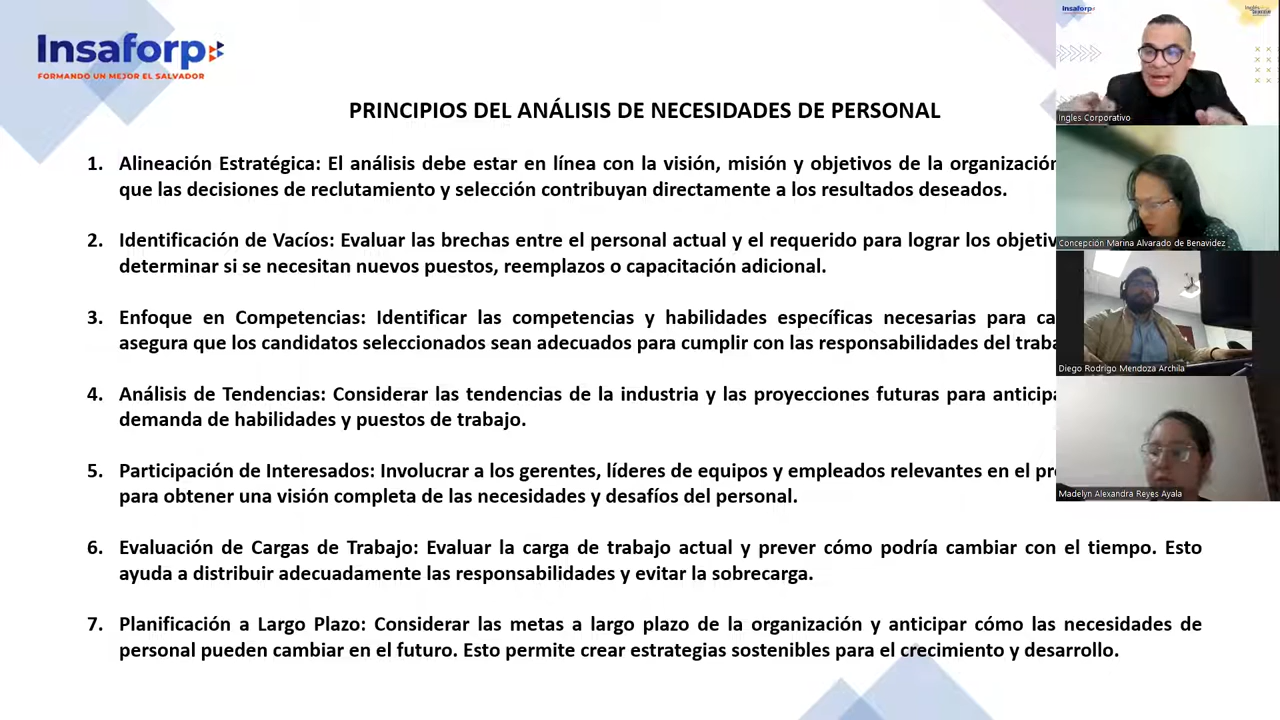 Insaforp
FORMANDO UN MEJOR EL SALVADOR
PRINCIPIOS DEL ANÁLISIS DE NECESIDADES DE PERSONAL
1. Alineación Estratégica: El análisis debe estar en línea con la visión, misión y objetivos de la organización
que las decisiones de reclutamiento y selección contribuyan directamente a los resultados deseados.
2. Identificación de Vacíos: Evaluar las brechas entre el personal actual y el requerido para lograr los objetiv
determinar si se necesitan nuevos puestos, reemplazos o capacitación adicional.
3. Enfoque en Competencias: Identificar las competencias y habilidades específicas necesarias para ca
asegura que los candidatos seleccionados sean adecuados para cumplir con las responsabilidades del traba
4. Análisis de Tendencias: Considerar las tendencias de la industria y las proyecciones futuras para anticipa
demanda de habilidades y puestos de trabajo.
5. Participación de Interesados: Involucrar a los gerentes, líderes de equipos y empleados relevantes en el pr
para obtener una visión completa de las necesidades y desafíos del personal.
6. Evaluación de Cargas de Trabajo: Evaluar la carga de trabajo actual y prever cómo podría cambiar con el tiempo. Esto
ayuda a distribuir adecuadamente las responsabilidades y evitar la sobrecarga.
7. Planificación a Largo Plazo: Considerar las metas a largo plazo de la organización y anticipar cómo las necesidades de
personal pueden cambiar en el futuro. Esto permite crear estrategias sostenibles para el crecimiento y desarrollo.
Insaforp
Ingles Corporativo
Concepción Marina Alvarado de Benavidez
Diego Rodrigo Mendoza Archila
Madelyn Alexandra Reyes Ayala